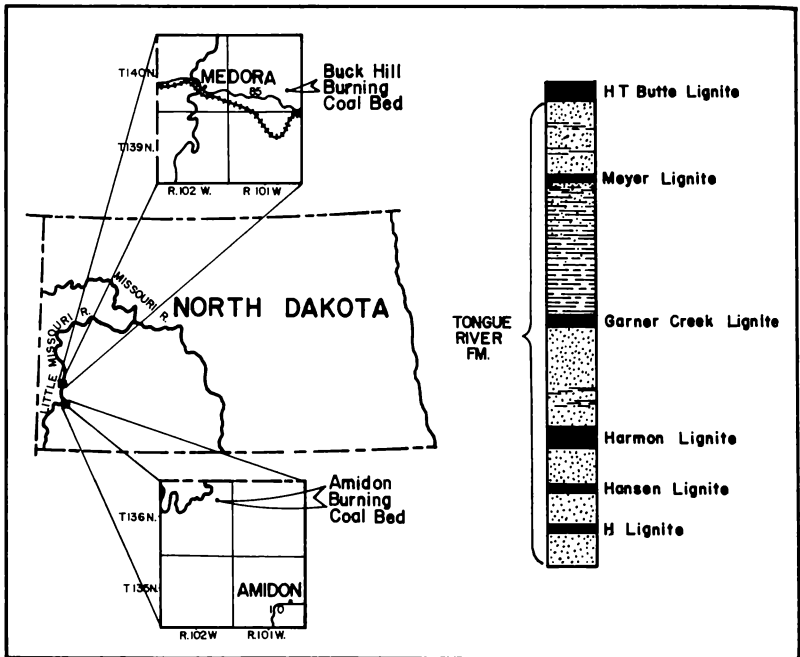 T140N.
MEDORA
85
Buck Hill
Burning
Coal Bed
T139N.
R.102 W.
R 101W
MISSOURI R.
LITTLE MISSOURI R.
NORTH DAKOTA
Amidon
Burning
Coal Bed
T136N.
T135N.
AMIDON
R.102W
R.101W.
HT Butte Lignite
Meyer Lignite
Garner Creek Lignite
TONGUE
RIVER
FM.
Harmon Lignite
Hansen Lignite
H Lignite